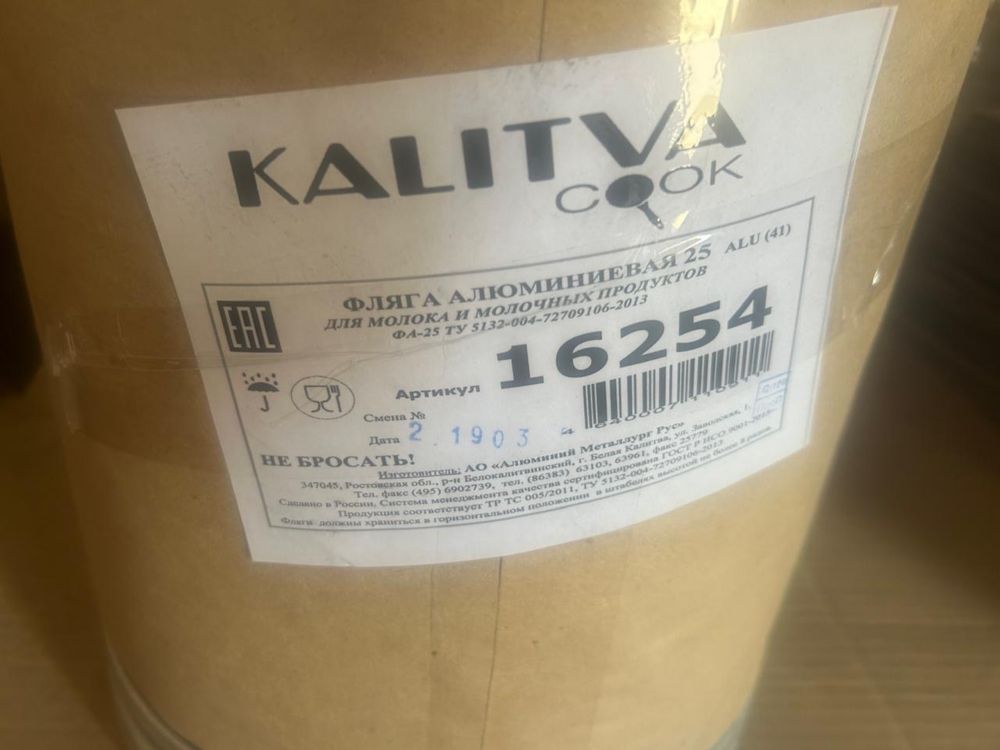 KALITVA
COOK
ФЛЯГА АЛЮМИНИЕВАЯ 25 ALU (41)
ДЛЯ МОЛОКА И МОЛОЧНЫХ ПРОДУКТОВ
ФА-25 ТУ 5132-004-72709106-2013
EAC
Артикул 16254
Смена №
Дата 2. 1903
НЕ БРОСАТЬ!
Изготовитель: АО «Алюминий Металлург Рус»
347045, Ростовская обл., р-н Белокалитвинский, г. Белая Калитва, ул. Заводская, 1,
Тел. факс (495) 6902739, тел. (86383) 63103, 63961, факс 25779
Сделано в России, Система менеджмента качества сертифицирована ГОСТ Р ИСО 9001-2015
Продукция соответствует ТР ТС 005/2011, ТУ 5132-004-72709106-2013
Фляги должны храниться в горизонтальном положении в штабелях высотой не более 8 рядов.